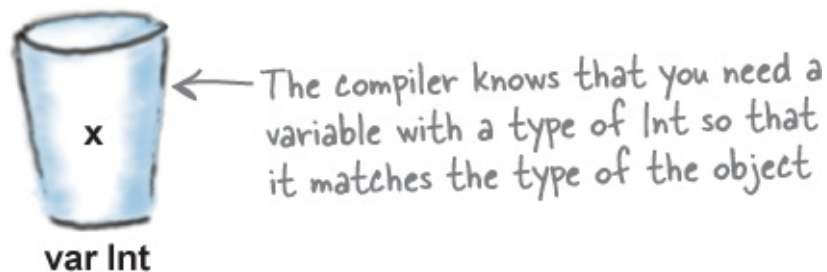 x
The compiler knows that you need a
variable with a type of Int so that
it matches the type of the object
var Int